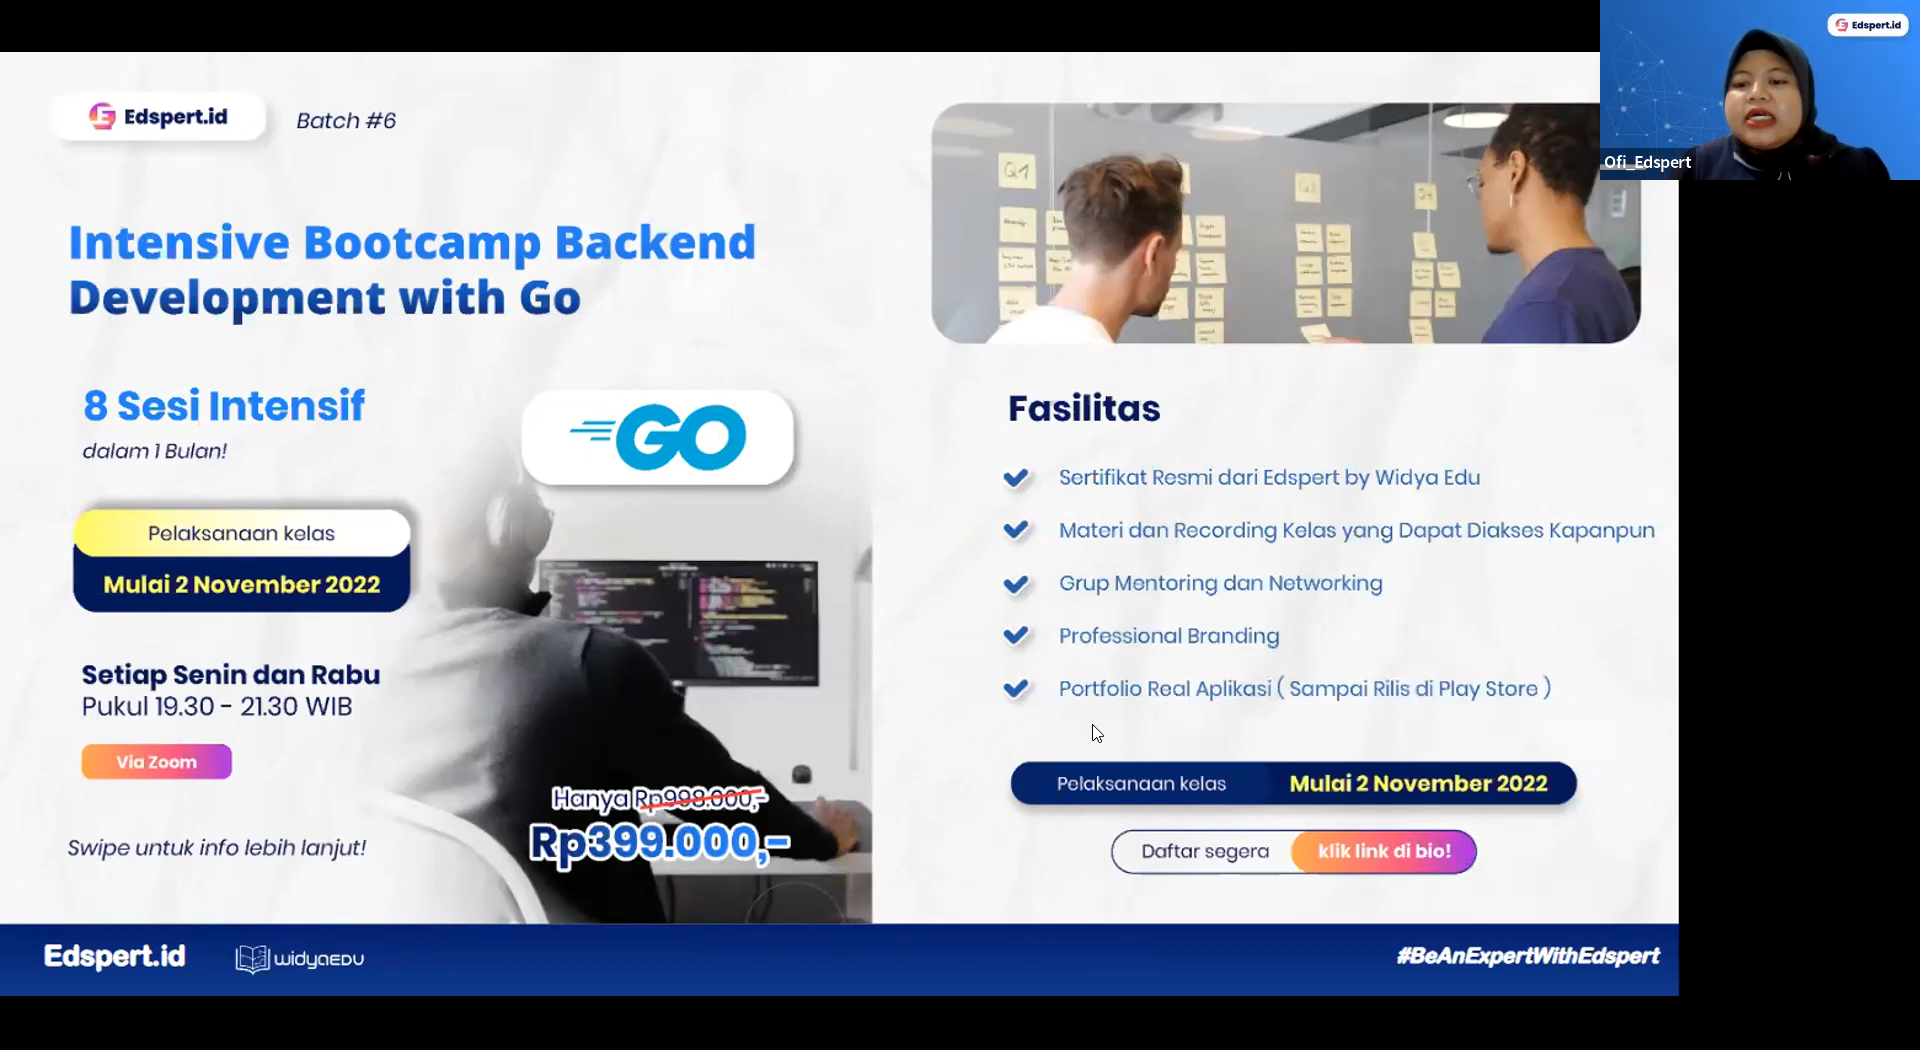 Edspert.id
Batch #6
Intensive Bootcamp Backend
Development with Go
8 Sesi Intensif
dalam 1 Bulan!
GO
Pelaksanaan kelas
Mulai 2 November 2022
Setiap Senin dan Rabu
Pukul 19.30 - 21.30 WIB
Via Zoom
Hanya Rp998.000,-
Rp399.000,-
Swipe untuk info lebih lanjut!
Q1
Fasilitas
Sertifikat Resmi dari Edspert by Widya Edu
Materi dan Recording Kelas yang Dapat Diakses Kapanpun
Grup Mentoring dan Networking
Professional Branding
Portfolio Real Aplikasi ( Sampai Rilis di Play Store )
Pelaksanaan kelas Mulai 2 November 2022
Daftar segera klik link di bio!
Edspert.id
WIDYAEDU
#BeAnExpertWithEdspert
Edspert.id
Ofi_Edspert